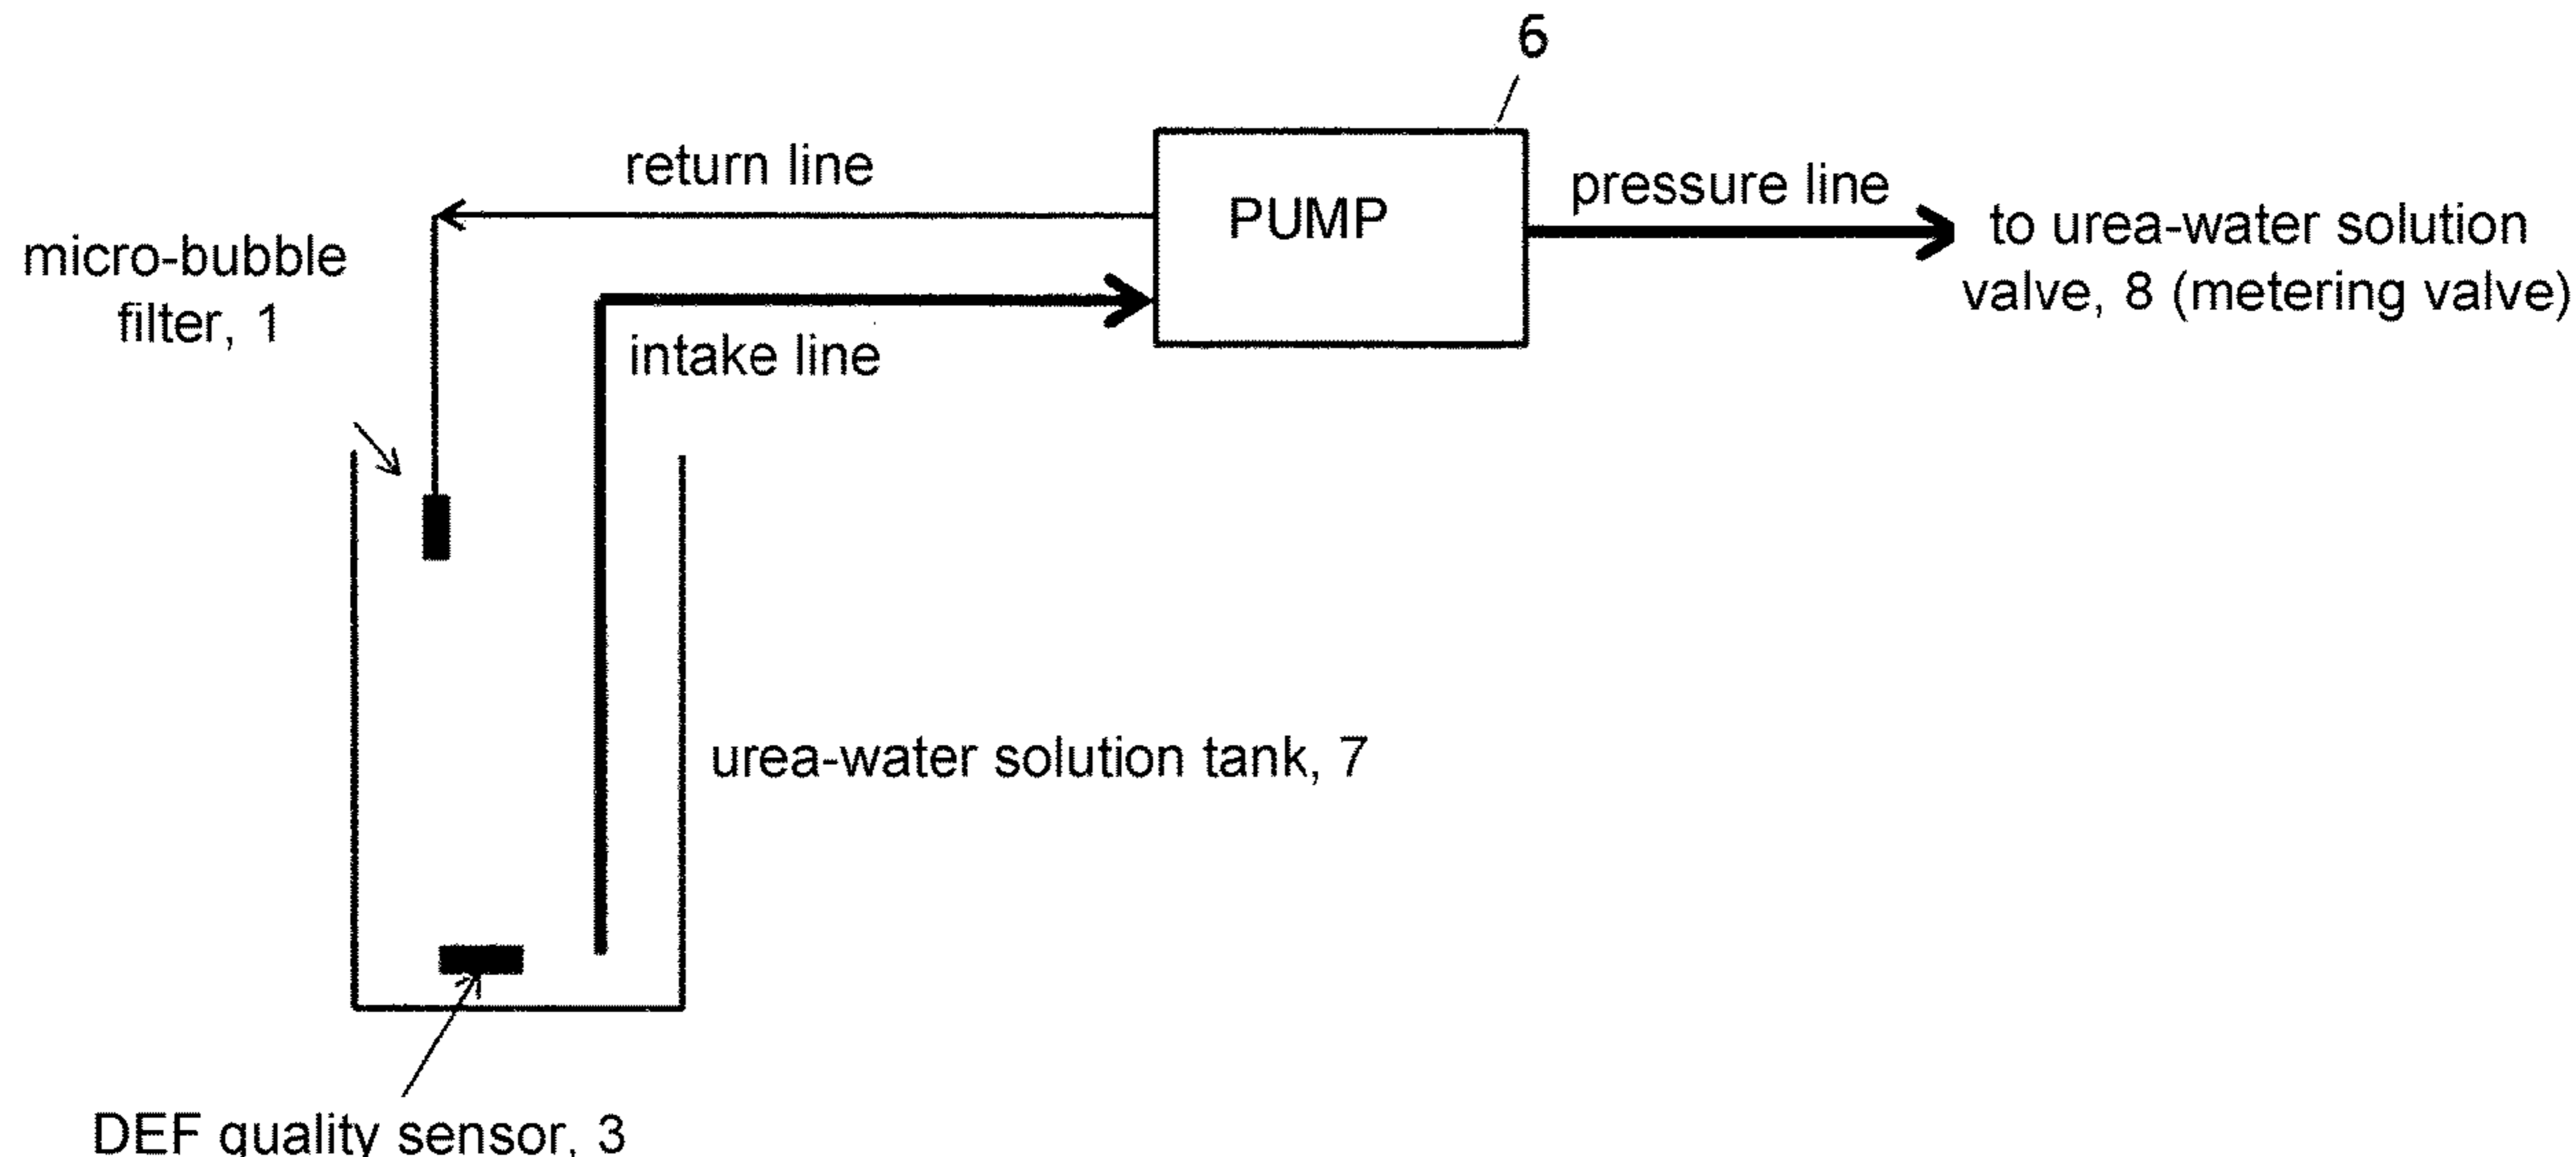 6
return line
PUMP
pressure line
to urea-water solution
valve, 8 (metering valve)
micro-bubble
filter, 1
intake line
urea-water solution tank, 7
DEF quality sensor, 3